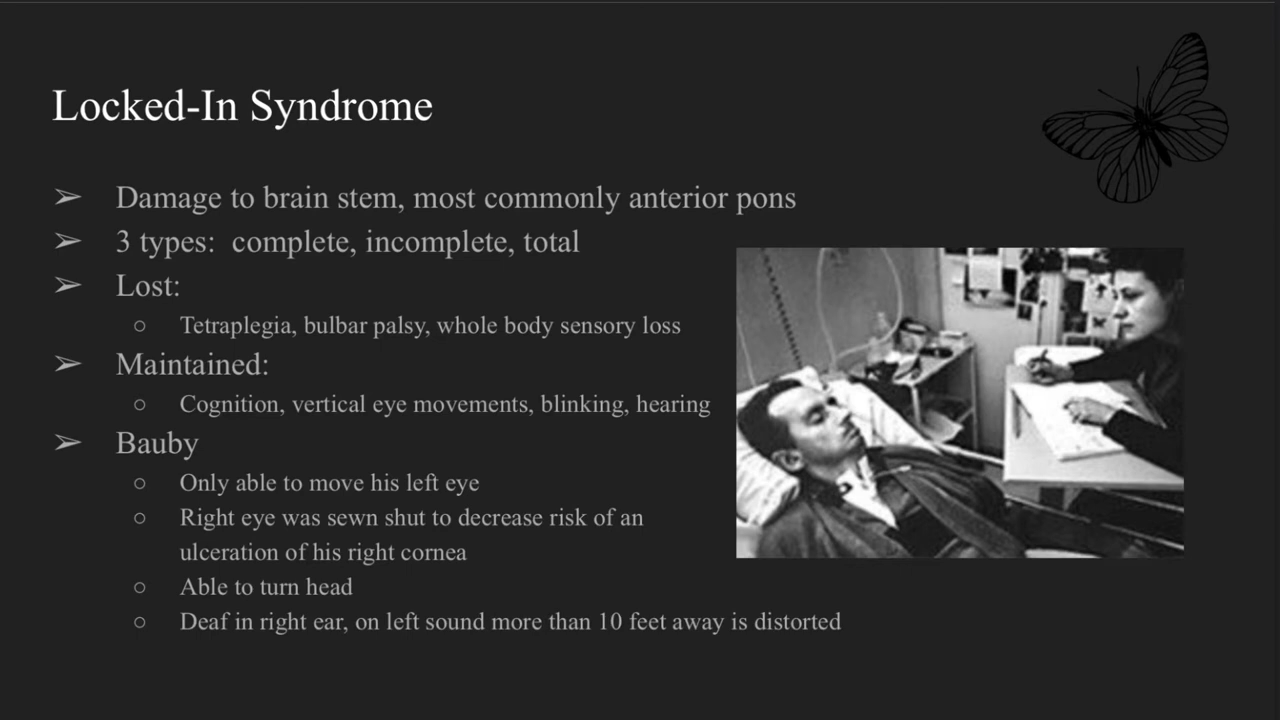 Locked-In Syndrome
➢ Damage to brain stem, most commonly anterior pons
➢ 3 types:  complete, incomplete, total
➢ Lost:
○ Tetraplegia, bulbar palsy, whole body sensory loss
➢ Maintained:
○ Cognition, vertical eye movements, blinking, hearing
➢ Bauby
○ Only able to move his left eye
○ Right eye was sewn shut to decrease risk of an
ulceration of his right cornea
○ Able to turn head
○ Deaf in right ear, on left sound more than 10 feet away is distorted